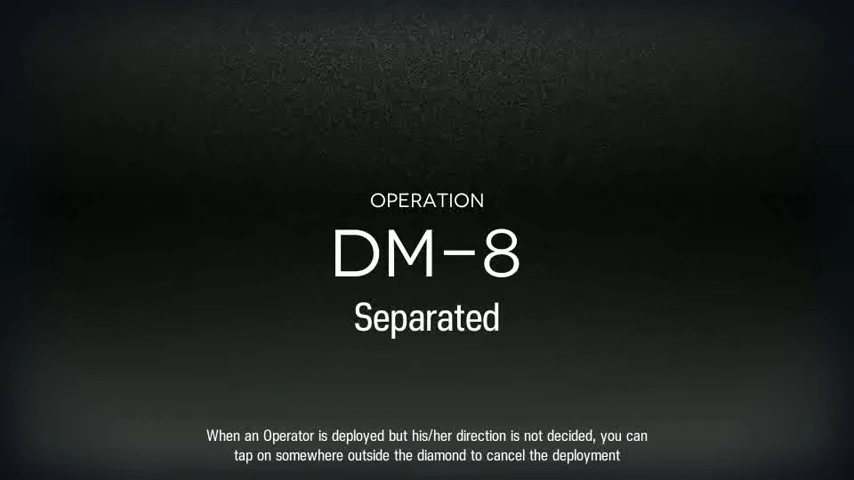 OPERATION
DM-8
Separated
When an Operator is deployed but his/her direction is not decided, you can
tap on somewhere outside the diamond to cancel the deployment